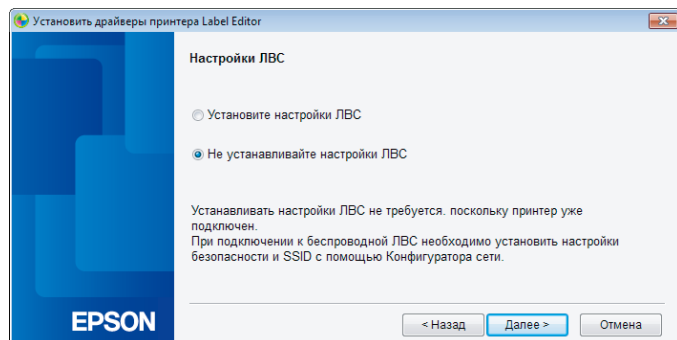 Установить драйверы принтера Label Editor
Настройки ЛВС
Установите настройки ЛВС
Не устанавливайте настройки ЛВС
Устанавливать настройки ЛВС не требуется. поскольку принтер уже
подключен.
При подключении к беспроводной ЛВС необходимо установить настройки
безопасности и SSID с помощью Конфигуратора сети.
EPSON
< Назад
Далее >
Отмена